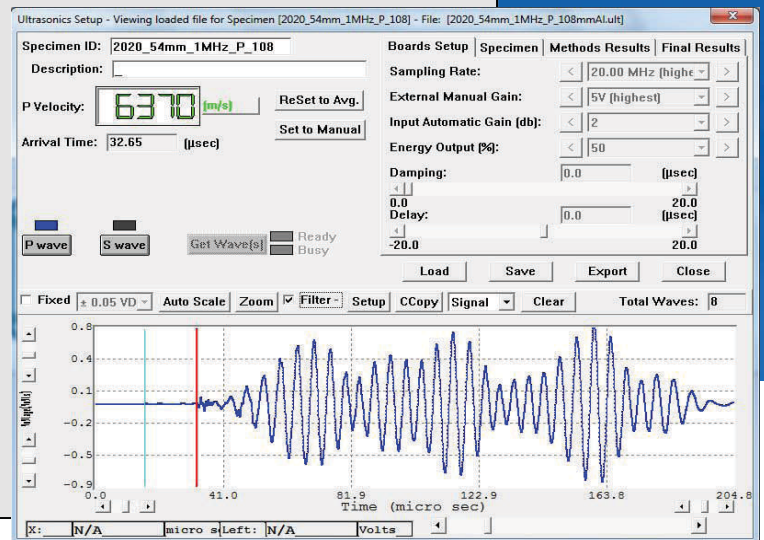 Ultrasonics Setup - Viewing loaded file for Specimen [2020_54mm_1MHz_P_108] - File: [2020_54mm_1MHz_P_108mmAl.ult]
Specimen ID: 2020_54mm_1MHz_P_108
Description:
P Velocity: 6370 (m/s) ReSet to Avg.
Set to Manual
Arrival Time: 32.65 (µsec)
P wave S wave Get Wave(s) Ready
Busy
Boards Setup Specimen Methods Results Final Results
Sampling Rate: < 20.00 MHz (highe >
External Manual Gain: < 5V (highest) >
Input Automatic Gain (db): < 2 >
Energy Output (%): < 50 >
Damping: 0.0 (µsec)
0.0 20.0
Delay: 0.0 (µsec)
-20.0 20.0
Load Save Export Close
Fixed ± 0.05 VD Auto Scale Zoom Filter - Setup CCopy Signal Clear Total Waves: 8
0.8
0.4
0.1
-0.2
-0.5
-0.9
0.0 41.0 81.9 122.9 163.8 204.8
Time (micro sec)
X: N/A micro s Left: N/A Volts